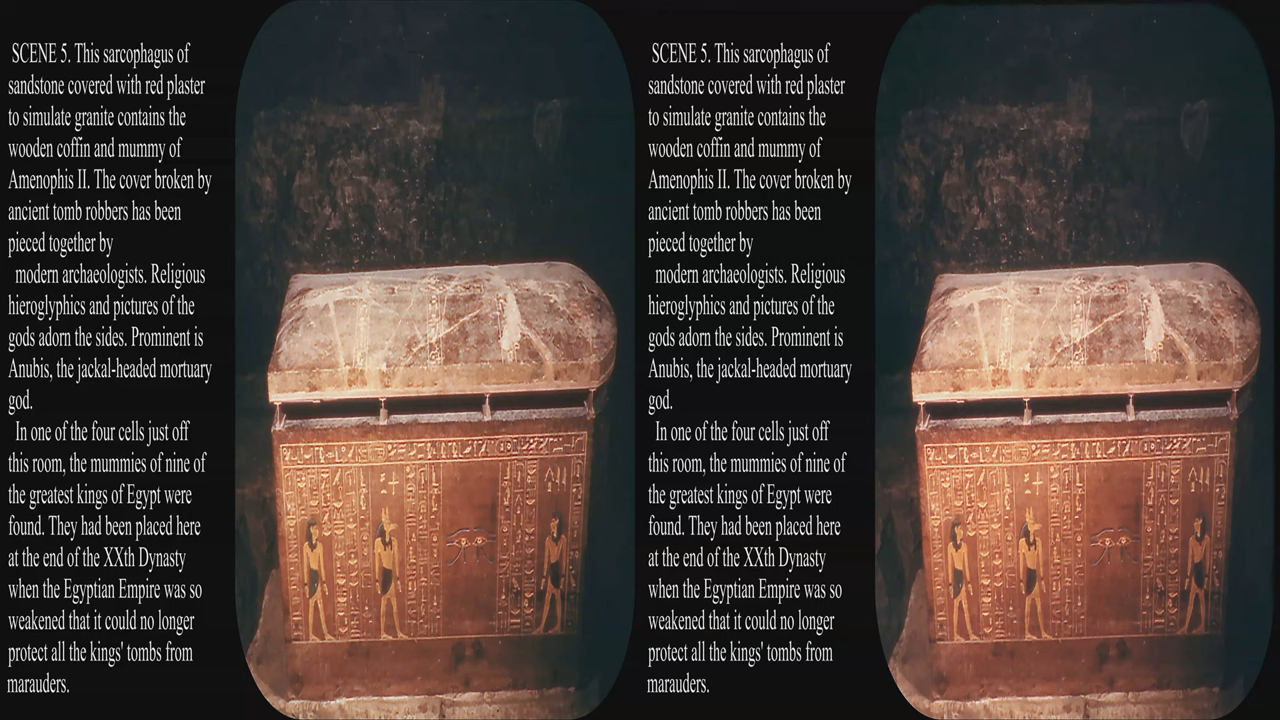 SCENE 5. This sarcophagus of
sandstone covered with red plaster
to simulate granite contains the
wooden coffin and mummy of
Amenophis II. The cover broken by
ancient tomb robbers has been
pieced together by
modern archaeologists. Religious
hieroglyphics and pictures of the
gods adorn the sides. Prominent is
Anubis, the jackal-headed mortuary
god.
In one of the four cells just off
this room, the mummies of nine of
the greatest kings of Egypt were
found. They had been placed here
at the end of the XXth Dynasty
when the Egyptian Empire was so
weakened that it could no longer
protect all the kings' tombs from
marauders.
SCENE 5. This sarcophagus of
sandstone covered with red plaster
to simulate granite contains the
wooden coffin and mummy of
Amenophis II. The cover broken by
ancient tomb robbers has been
pieced together by
modern archaeologists. Religious
hieroglyphics and pictures of the
gods adorn the sides. Prominent is
Anubis, the jackal-headed mortuary
god.
In one of the four cells just off
this room, the mummies of nine of
the greatest kings of Egypt were
found. They had been placed here
at the end of the XXth Dynasty
when the Egyptian Empire was so
weakened that it could no longer
protect all the kings' tombs from
marauders.